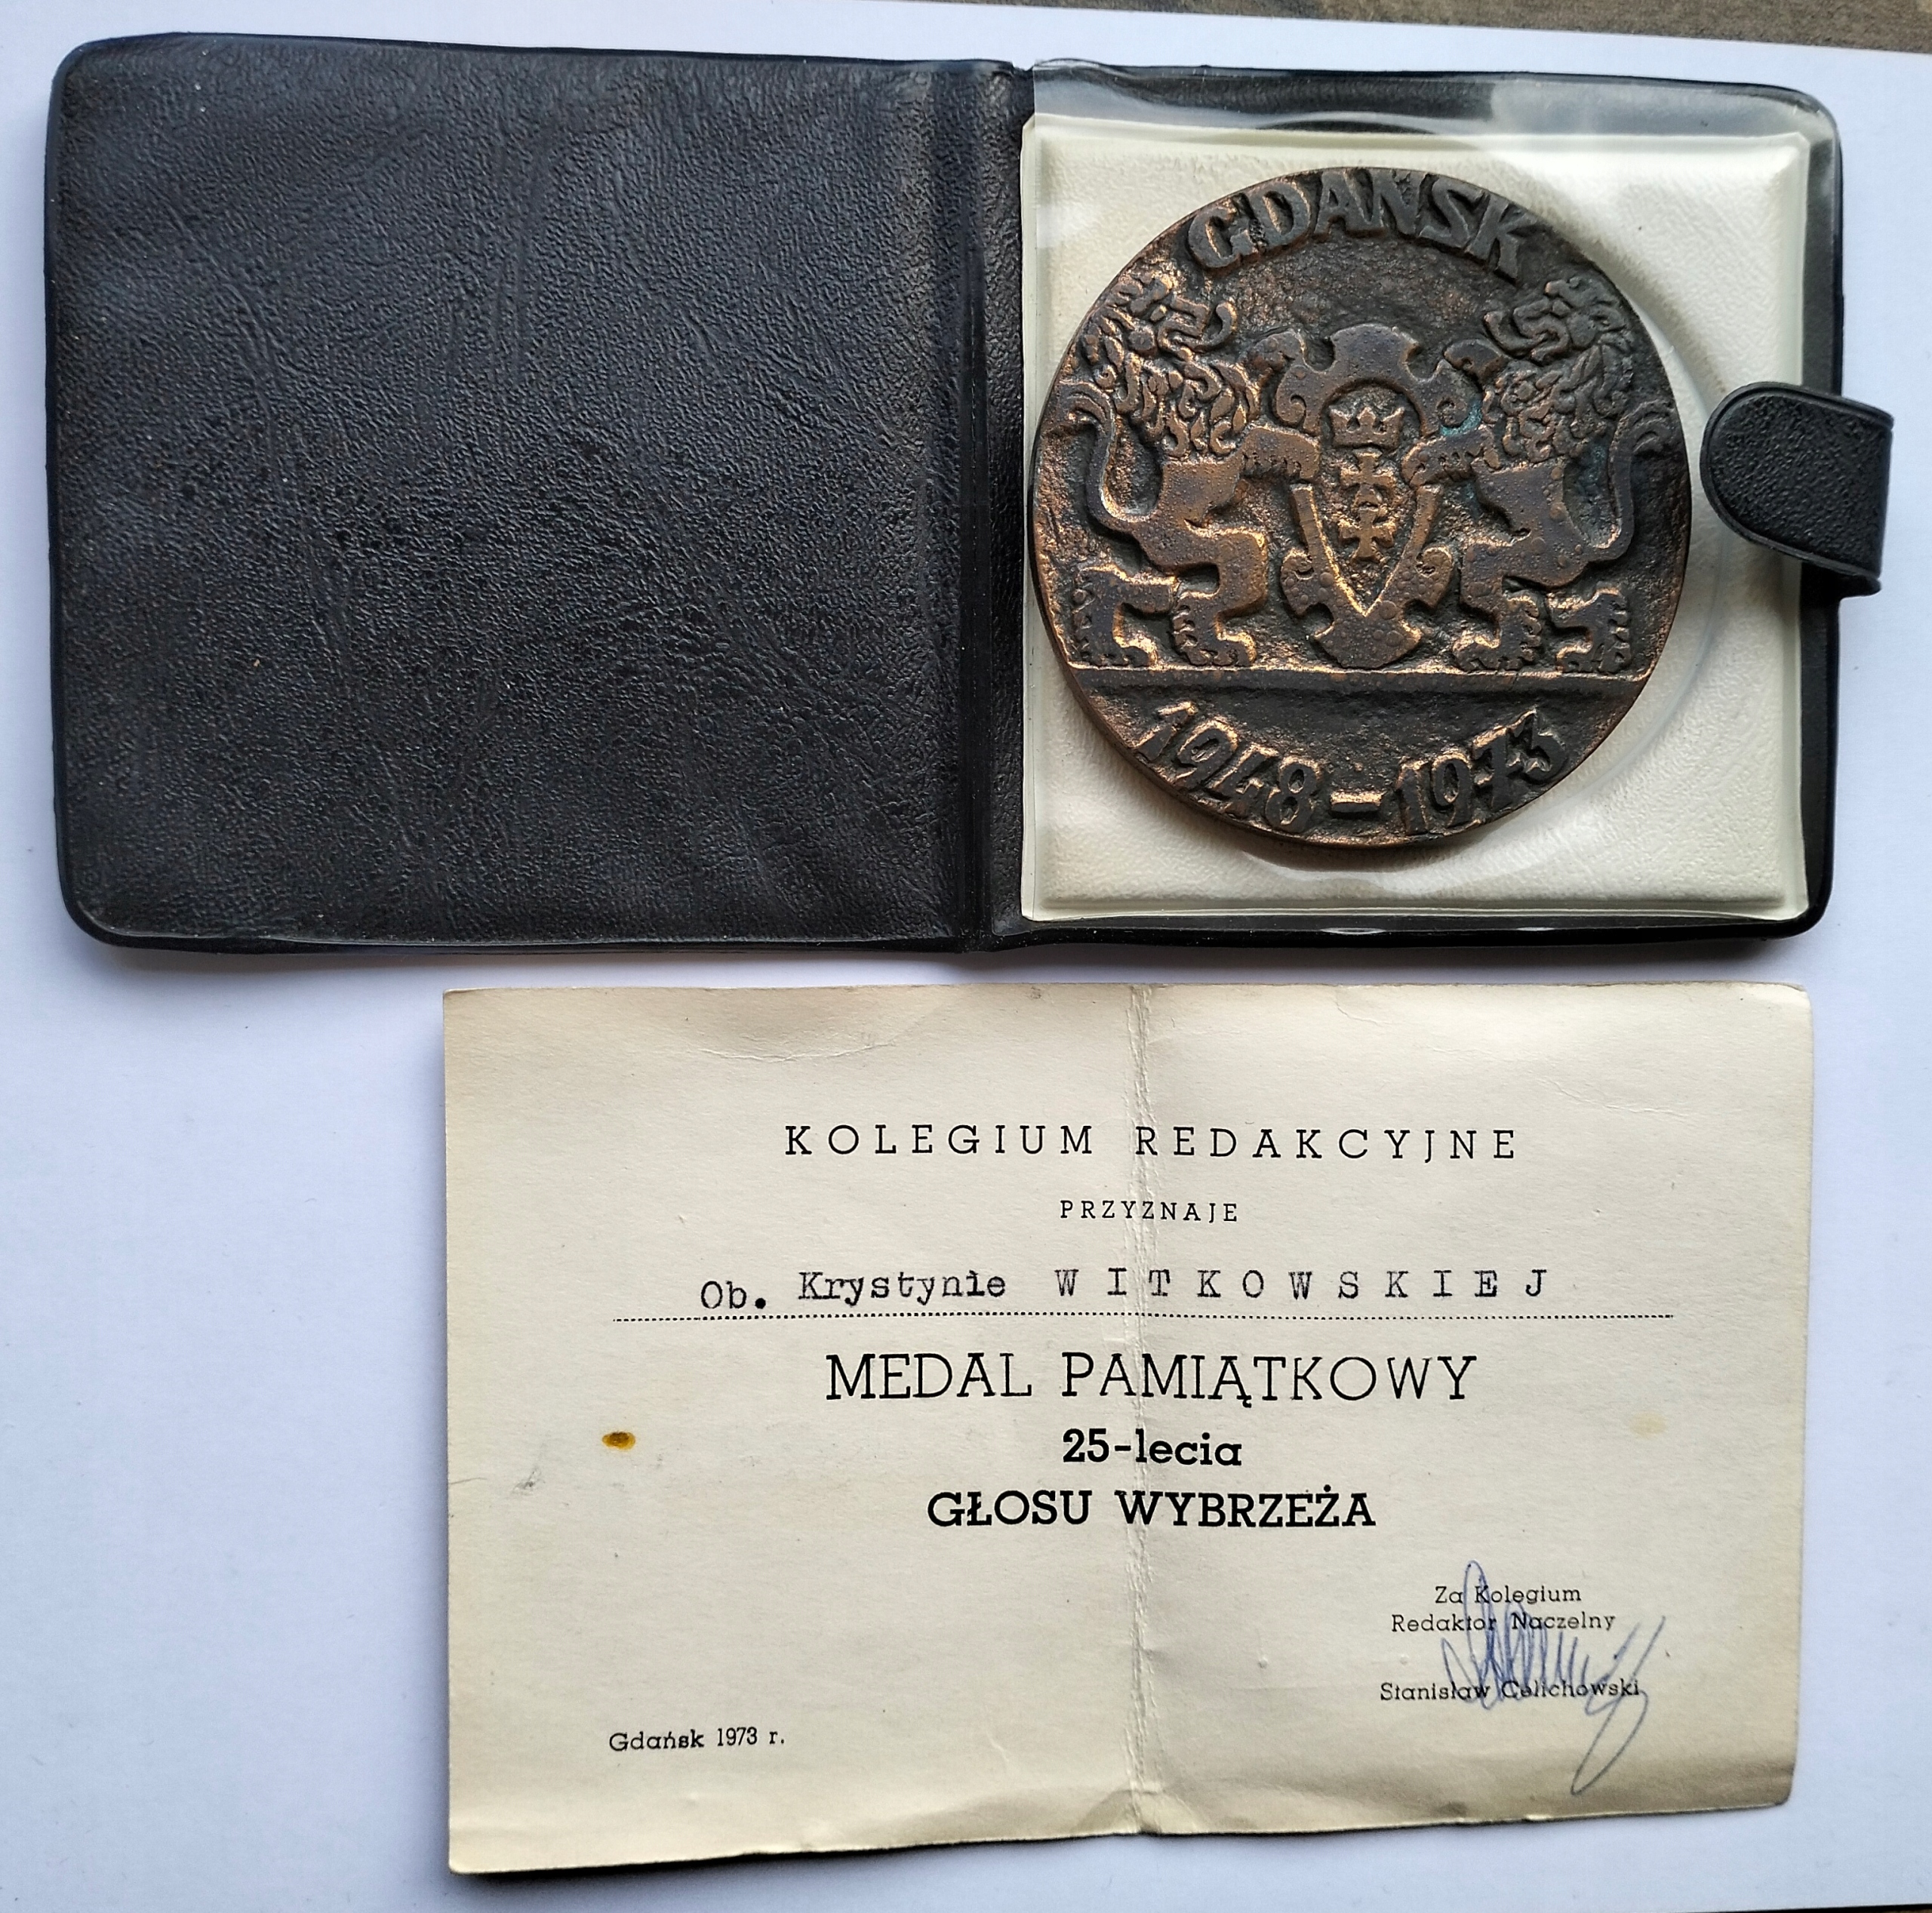 GDAŃSK
1948-1973
KOLEGIUM REDAKCYJNE
PRZYZNAJE
Ob. Krystynie WITKOWSKIEJ
MEDAL PAMIĄTKOWY
25-lecia
GŁOSU WYBRZEŻA
Za Kolegium
Redaktor Naczelny
Stanisław Celichowski
Gdańsk 1973 r.